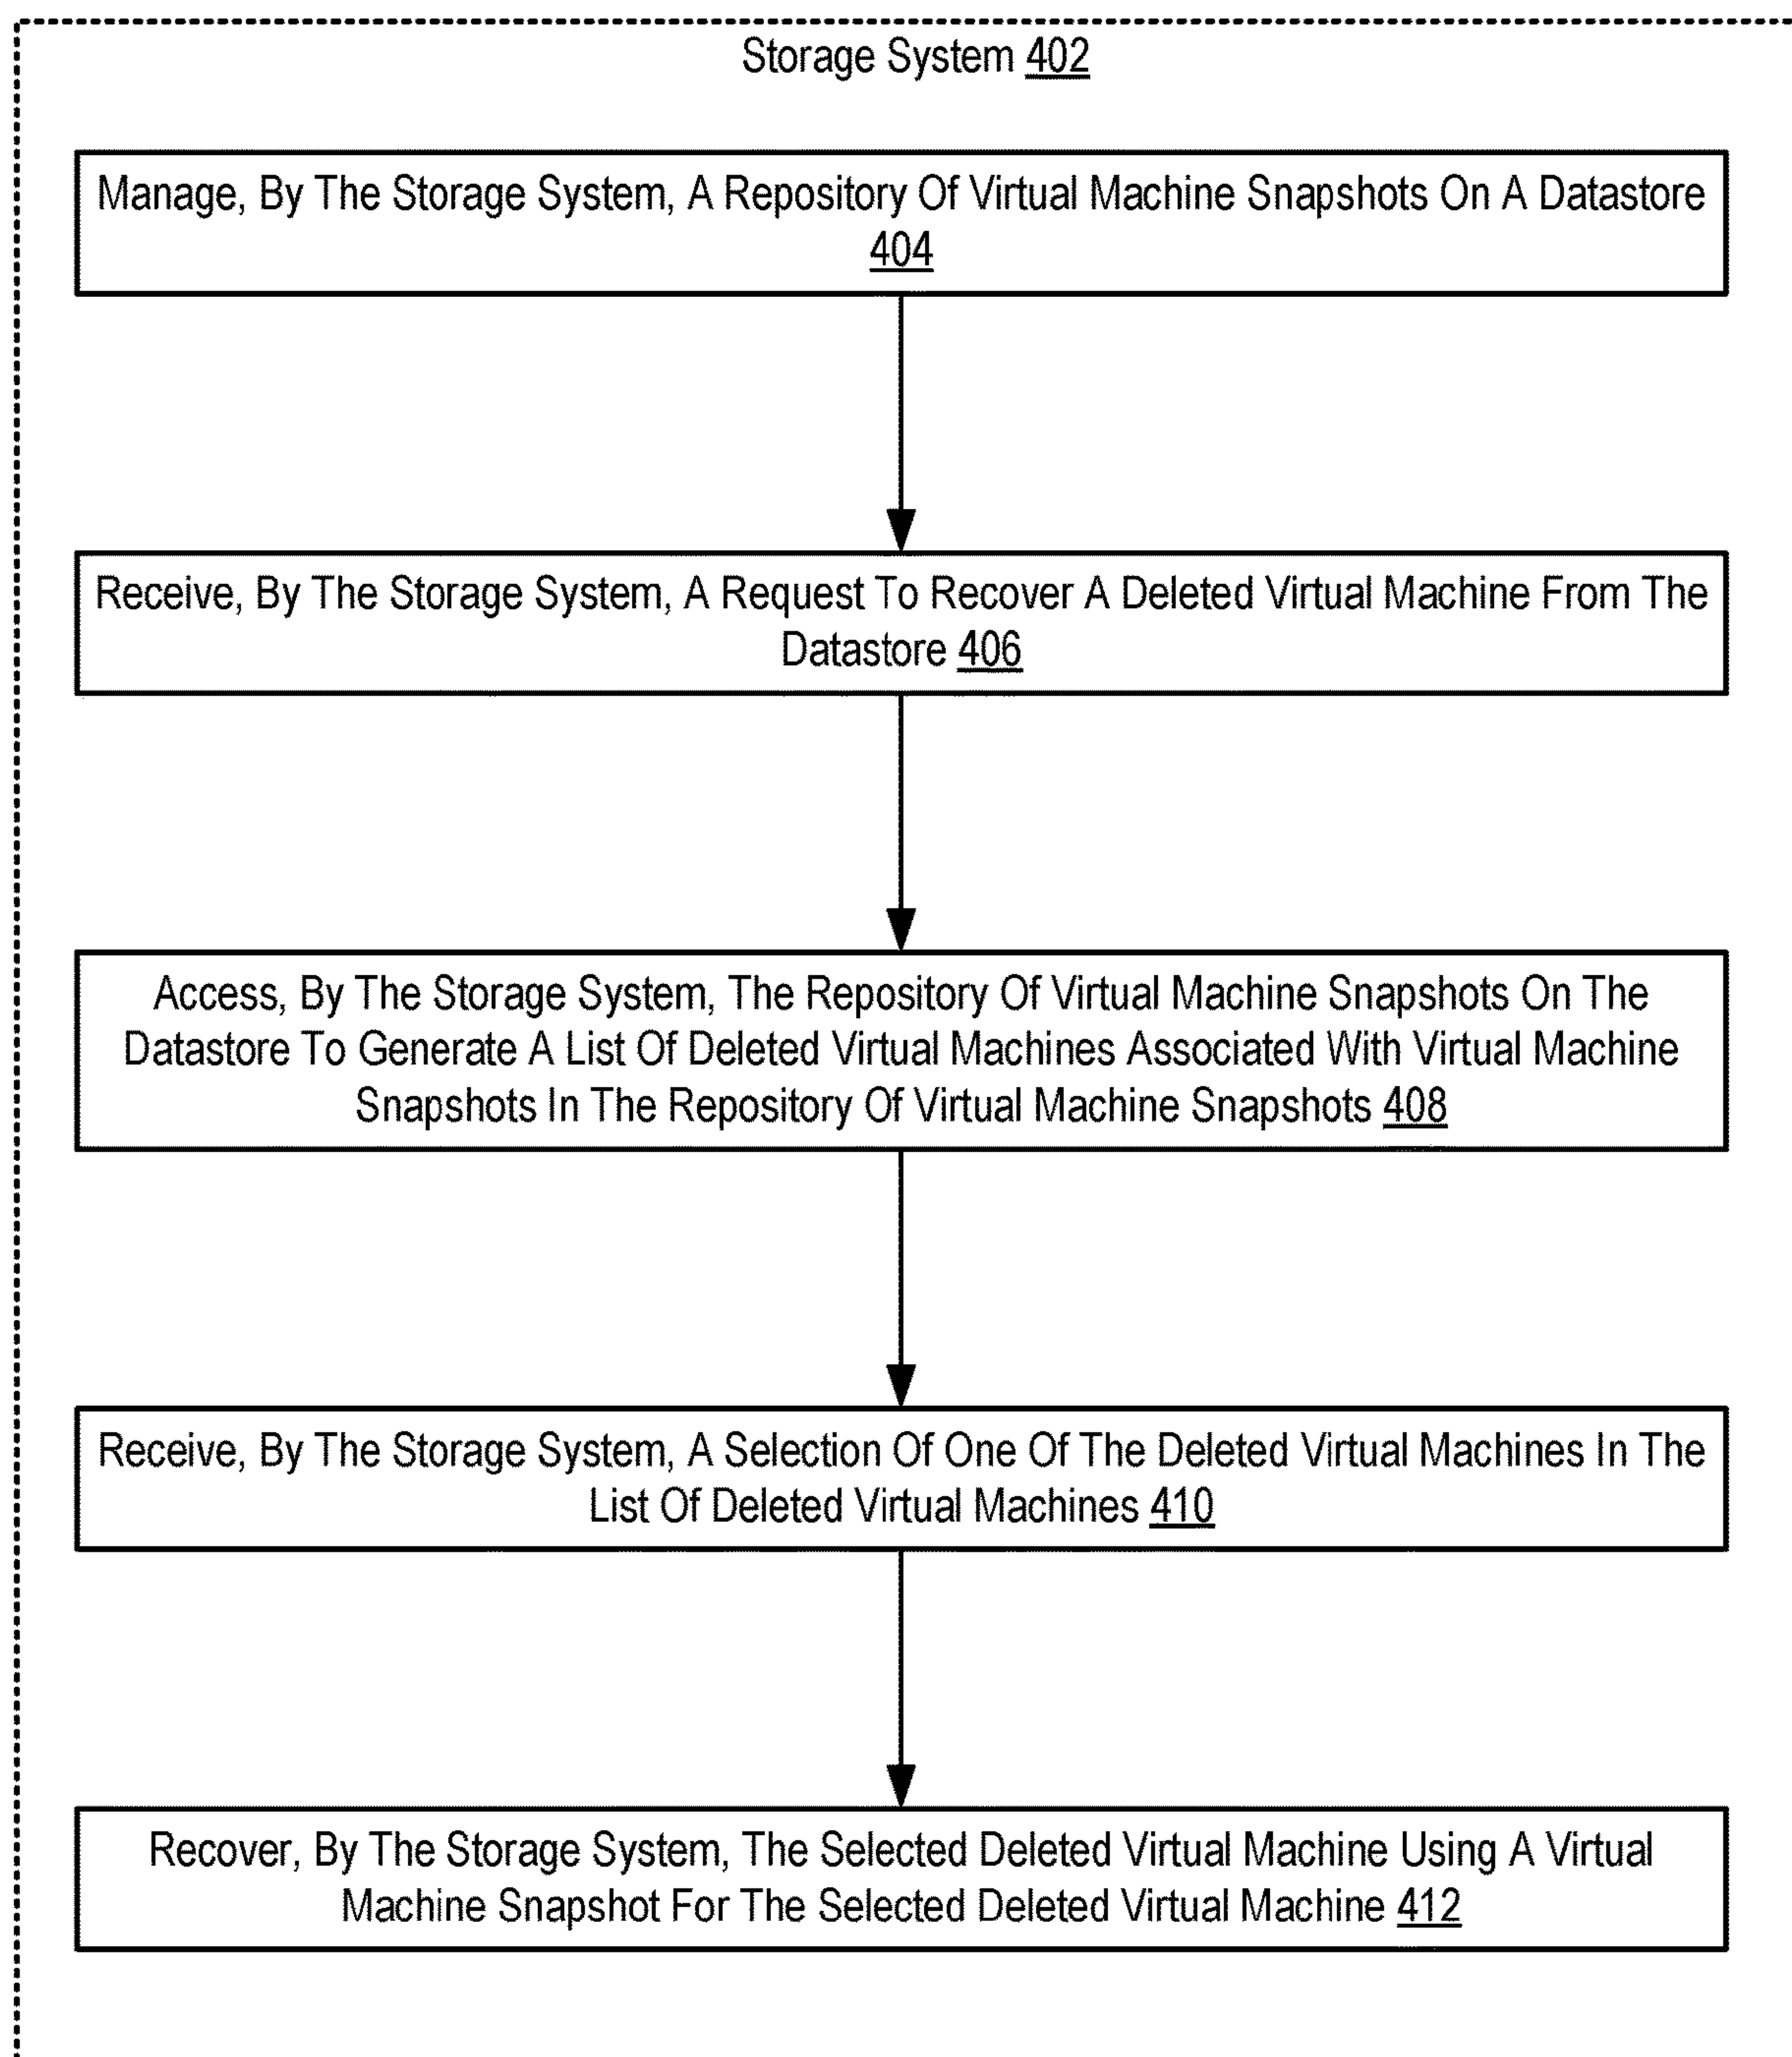 Storage System 402
Manage, By The Storage System, A Repository Of Virtual Machine Snapshots On A Datastore
404
Receive, By The Storage System, A Request To Recover A Deleted Virtual Machine From The
Datastore 406
Access, By The Storage System, The Repository Of Virtual Machine Snapshots On The
Datastore To Generate A List Of Deleted Virtual Machines Associated With Virtual Machine
Snapshots In The Repository Of Virtual Machine Snapshots 408
Receive, By The Storage System, A Selection Of One Of The Deleted Virtual Machines In The
List Of Deleted Virtual Machines 410
Recover, By The Storage System, The Selected Deleted Virtual Machine Using A Virtual
Machine Snapshot For The Selected Deleted Virtual Machine 412